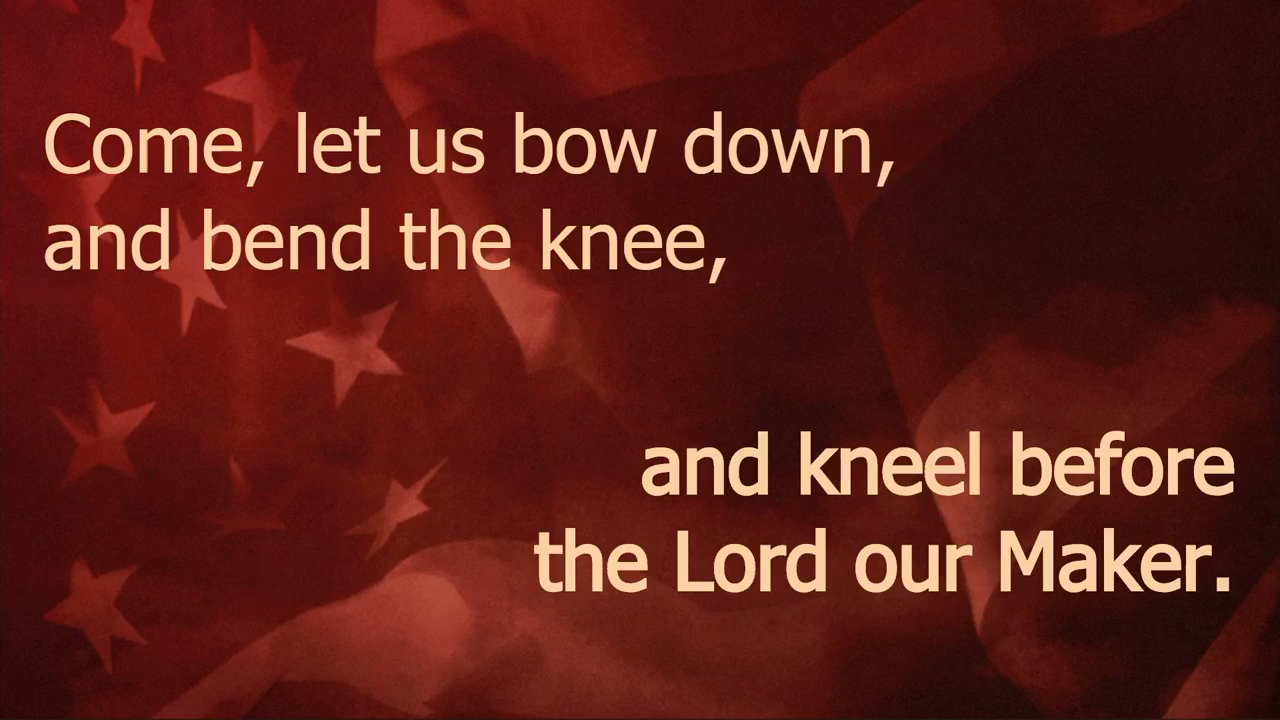 Come, let us bow down,
and bend the knee,
and kneel before
the Lord our Maker.